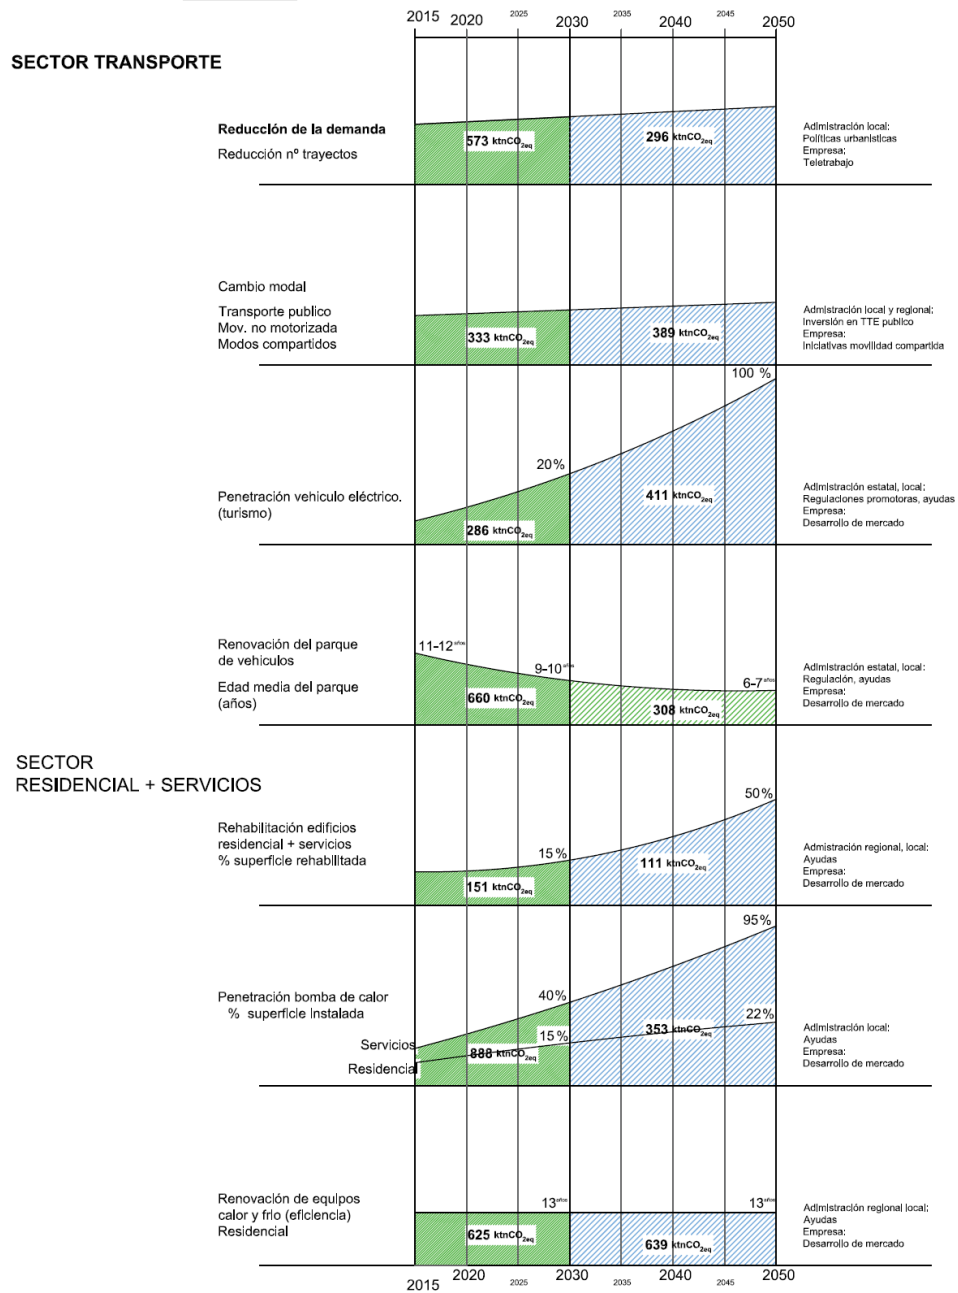 2015 2020 2025 2030 2035 2040 2045 2050
SECTOR TRANSPORTE
Reducción de la demanda
Reducción nº trayectos
573 ktnCO2eq
296 ktnCO2eq
Administración local:
Políticas urbanísticas
Empresa:
Teletrabajo
Cambio modal
Transporte publico
Mov. no motorizada
Modos compartidos
333 ktnCO2eq
389 ktnCO2eq
Admistración local y regional:
Inversión en TTE publico
Empresa:
Iniciativas movilidad compartida
100 %
20%
Penetración vehiculo eléctrico.
(turismo)
286 ktnCO2eq
411 ktnCO2eq
Administración estatal, local:
Regulaciones promotoras, ayudas
Empresa:
Desarrollo de mercado
Renovación del parque
de vehiculos
Edad media del parque
(años)
11-12 años
9-10 años
6-7 años
660 ktnCO2eq
308 ktnCO2eq
Administración estatal, local:
Regulación, ayudas
Empresa:
Desarrollo de mercado
SECTOR
RESIDENCIAL + SERVICIOS
Rehabilitación edificios
residencial + servicios
% superficie rehabilitada
15%
50%
151 ktnCO2eq
111 ktnCO2eq
Admistración regional, local:
Ayudas
Empresa:
Desarrollo de mercado
95%
40%
Penetración bomba de calor
% superficie instalada
22%
15%
Servicios
Residencial
888 ktnCO2eq
353 ktnCO2eq
Administración local:
Ayudas
Empresa:
Desarrollo de mercado
Renovación de equipos
calor y frio (eficiencia)
Residencial
13 años
13 años
625 ktnCO2eq
639 ktnCO2eq
Administración regional local:
Ayudas
Empresa:
Desarrollo de mercado
2015 2020 2025 2030 2035 2040 2045 2050